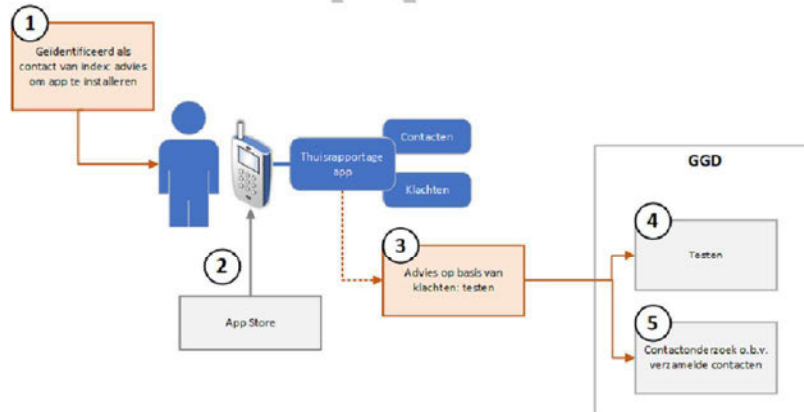 1
Geïdentificeerd als
contact van index: advies
om app te installeren
Thuisrapportage
app
Contacten
Klachten
2
App Store
3
Advies op basis van
klachten: testen
GGD
4
Testen
5
Contactonderzoek o.b.v.
verzamelde contacten